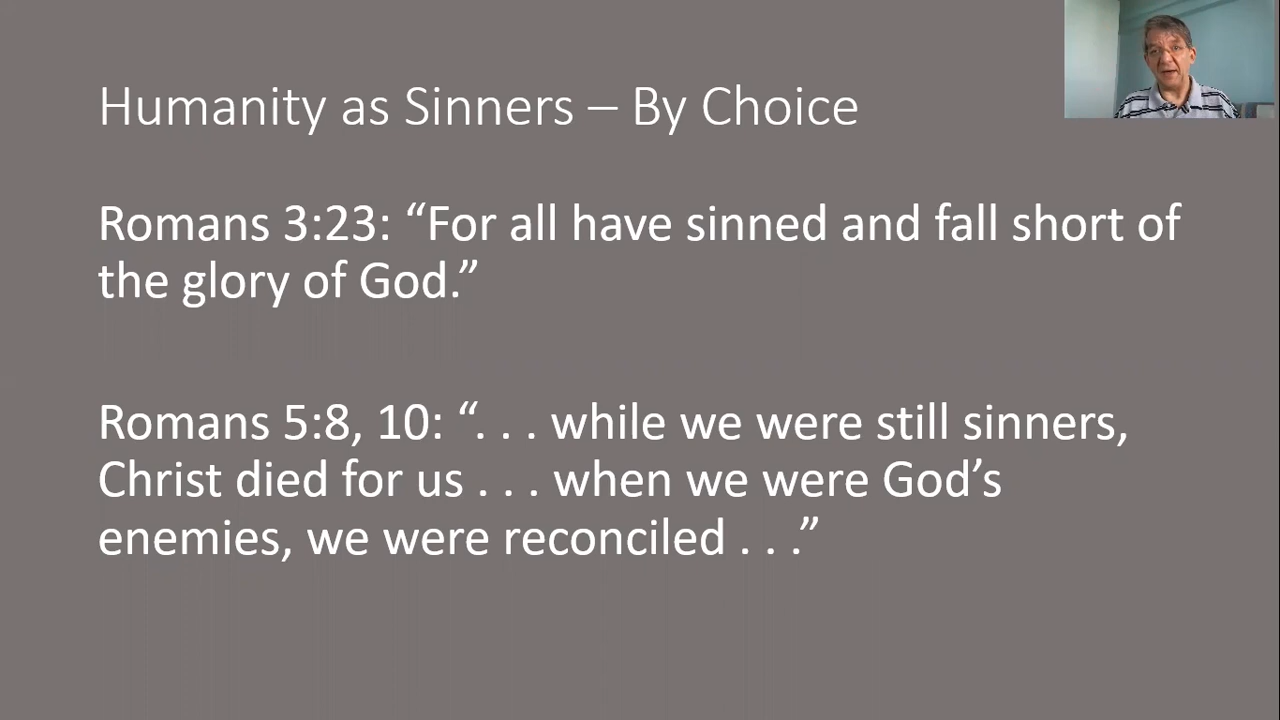 Humanity as Sinners – By Choice
Romans 3:23: “For all have sinned and fall short of
the glory of God.”
Romans 5:8, 10: “. . . while we were still sinners,
Christ died for us . . . when we were God’s
enemies, we were reconciled . . .”